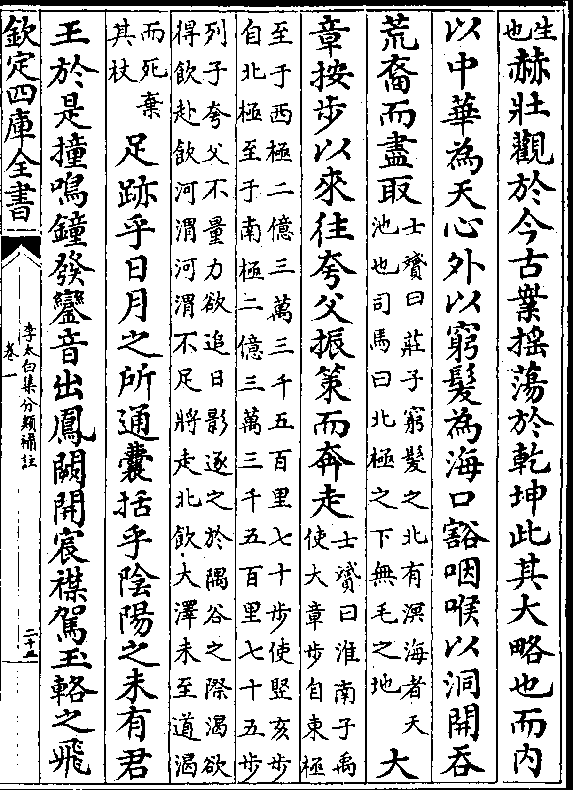 生也赫壯觀於今古𡸁揺蕩於乾坤此其大略也而内
以中華為天心外以窮髮為海口豁咽喉以洞開吞
荒裔而盡取士贇曰莊子窮髮之北有溟海者天池也司馬曰北極之下無毛之地大
章按步以來往夸父振策而奔走士贇曰淮南子禹使大章步自東極
至于西極二億三萬三千五百里七十步使竪亥步自北極至于南極二億三萬三千五百里七十五步
列子夸父不量力欲追日影逐之於隅谷之際渴欲得飲赴飲河渭河渭不足將走北飲大澤未至道渴
而死棄其杖足跡乎日月之所通囊括乎陰陽之未有君
王於是撞鳴鐘發鑾音出鳳闕開宸襟駕玉輅之飛
欽定四庫全書
李太白集分類補註
卷一